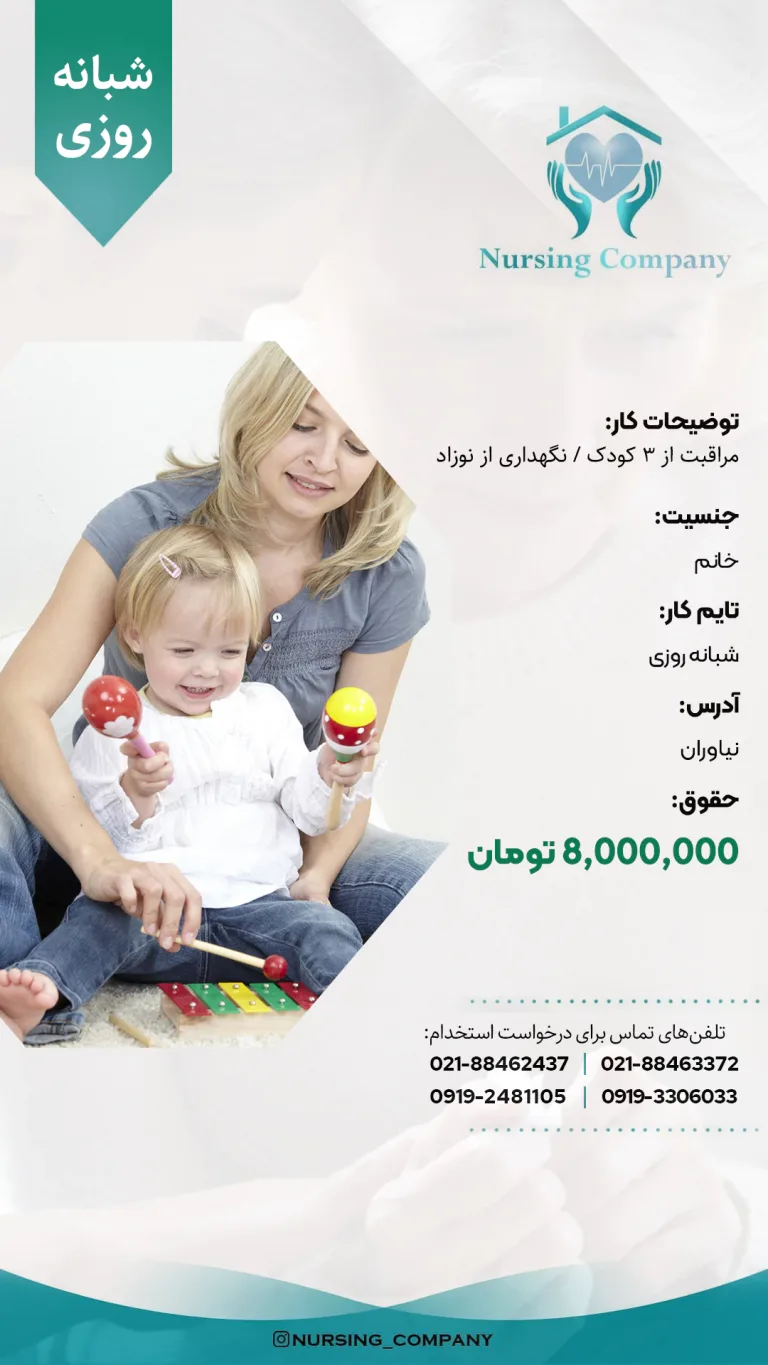 شبانه
روزی
Nursing Company
توضیحات کار:
مراقبت از ۳ کودک / نگهداری از نوزاد
جنسیت:
خانم
تایم کار:
شبانه روزی
آدرس:
نیاوران
حقوق:
8,000,000 تومان
تلفن‌های تماس برای درخواست استخدام:
021-88462437 | 021-88463372
0919-2481105 | 0919-3306033
NURSING_COMPANY